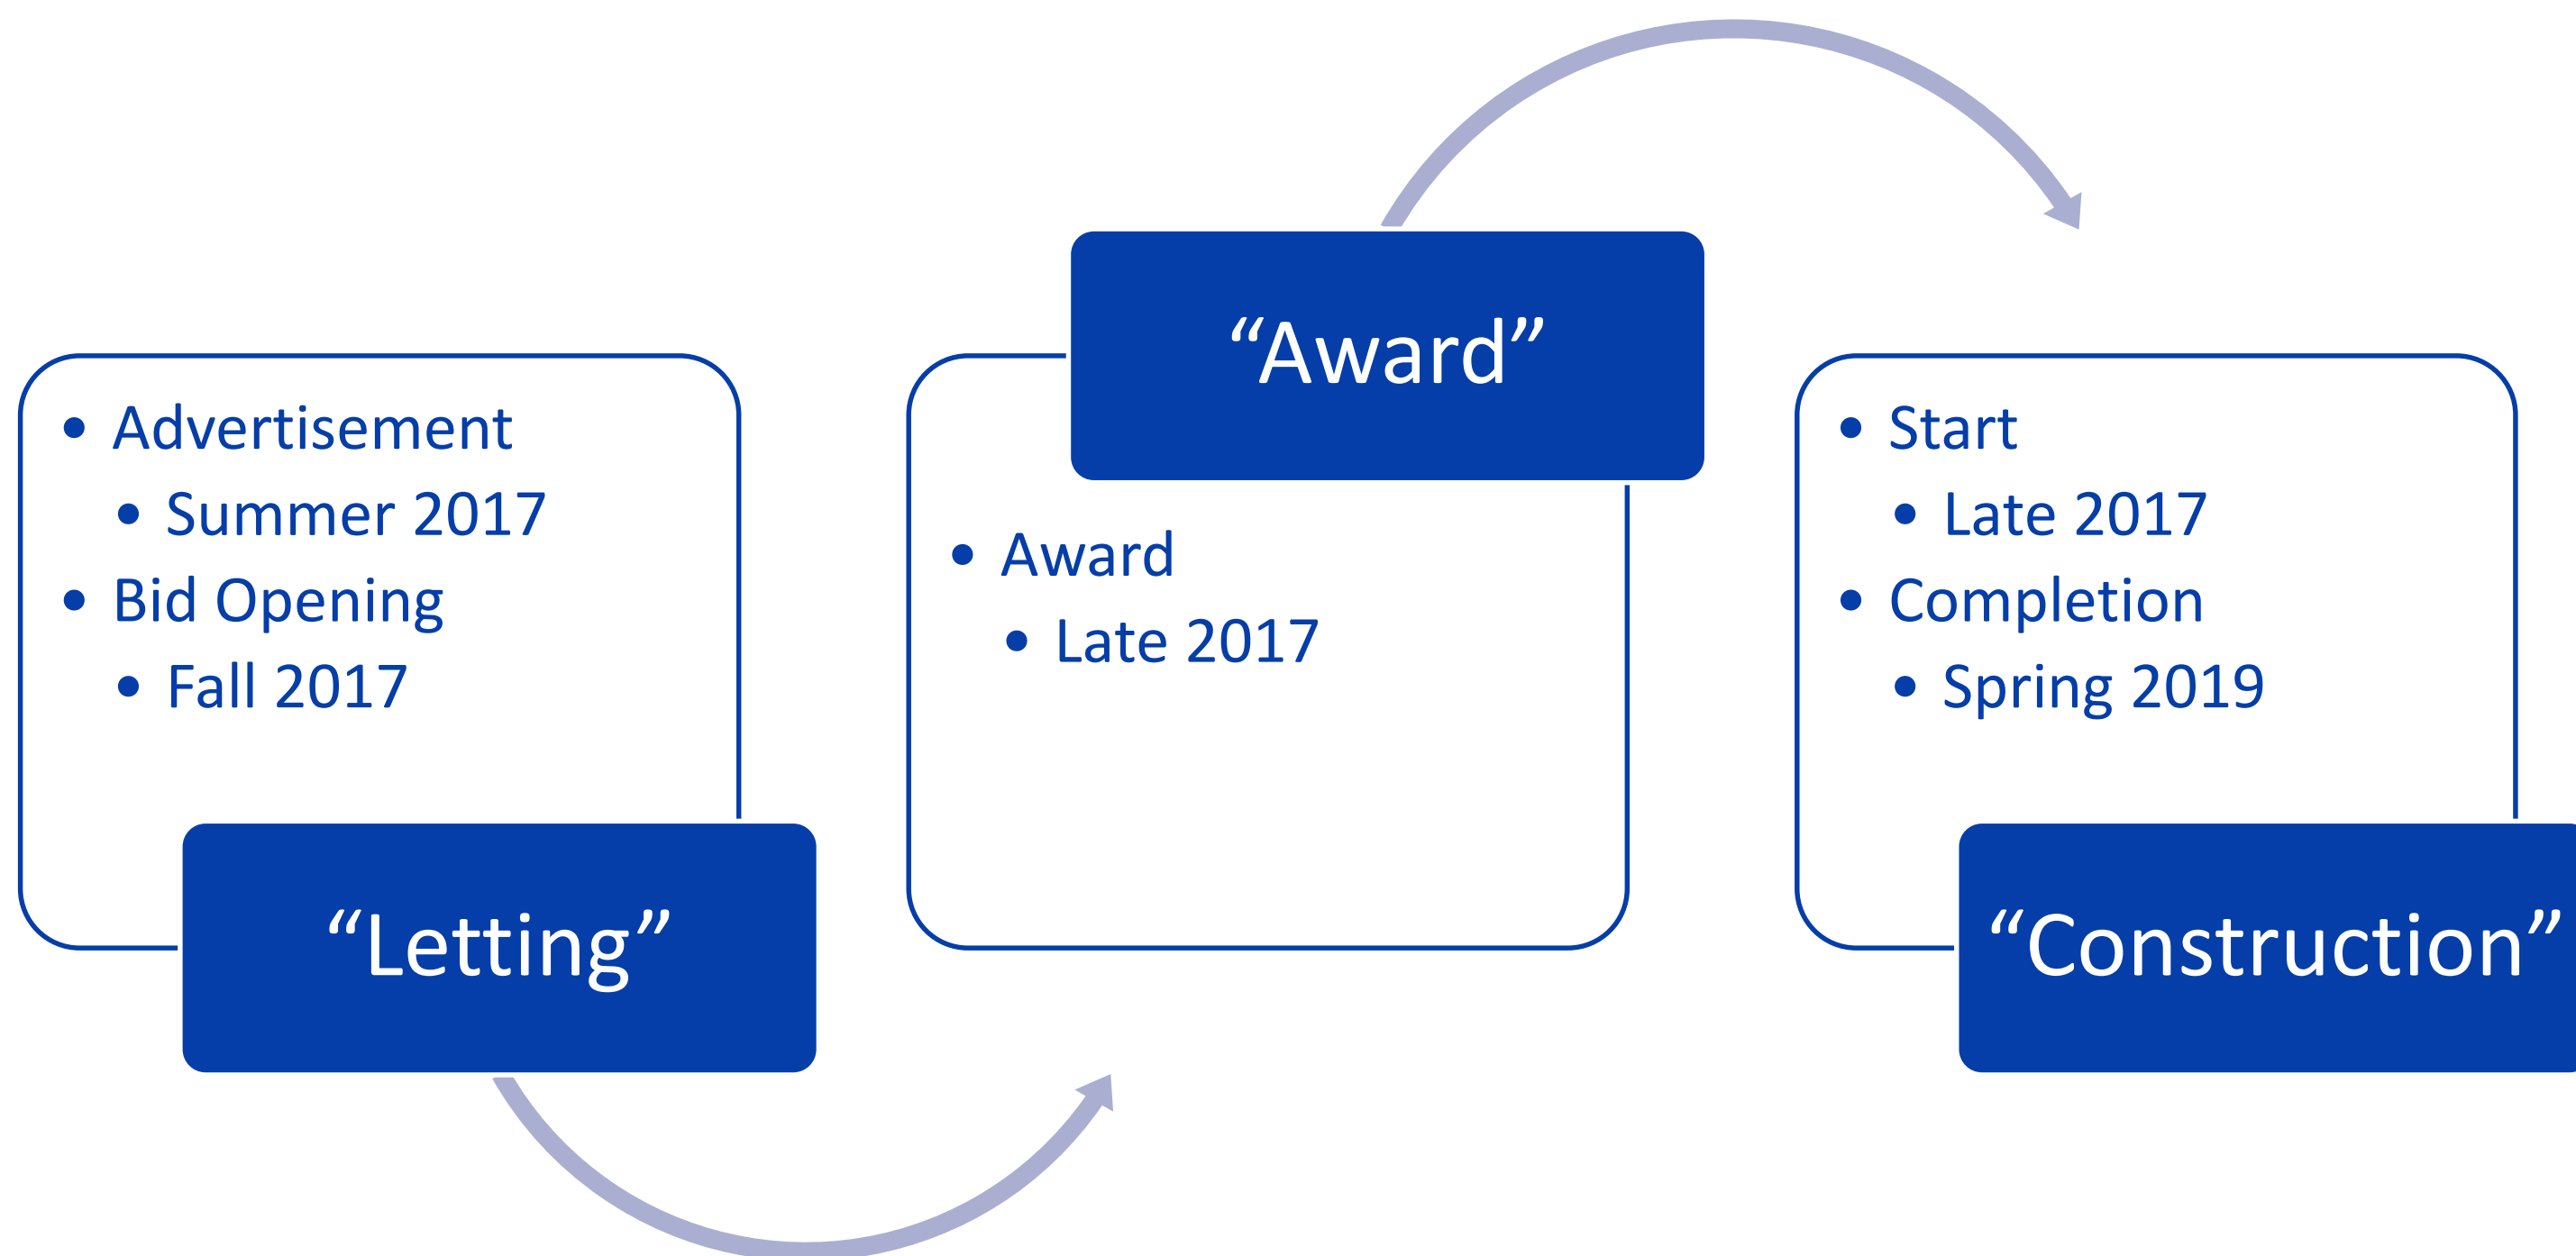 • Advertisement
• Summer 2017
• Bid Opening
• Fall 2017
“Letting”
“Award”
• Award
• Late 2017
• Start
• Late 2017
• Completion
• Spring 2019
“Construction”